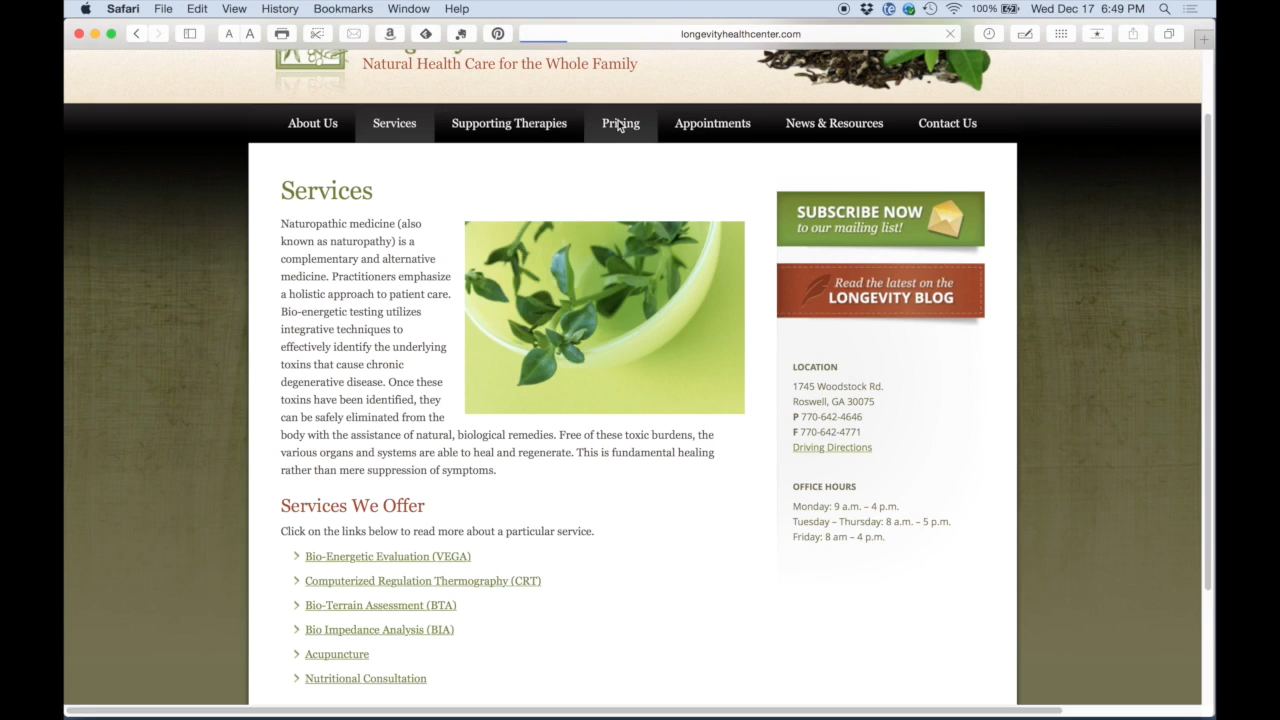 Safari File Edit View History Bookmarks Window Help 100% Wed Dec 17 6:49 PM
A A longevityhealthcenter.com
Natural Health Care for the Whole Family
About Us Services Supporting Therapies Pricing Appointments News & Resources Contact Us
Services
Naturopathic medicine (also
known as naturopathy) is a
complementary and alternative
medicine. Practitioners emphasize
a holistic approach to patient care.
Bio-energetic testing utilizes
integrative techniques to
effectively identify the underlying
toxins that cause chronic
degenerative disease. Once these
toxins have been identified, they
can be safely eliminated from the
body with the assistance of natural, biological remedies. Free of these toxic burdens, the
various organs and systems are able to heal and regenerate. This is fundamental healing
rather than mere suppression of symptoms.
Services We Offer
Click on the links below to read more about a particular service.
Bio-Energetic Evaluation (VEGA)
Computerized Regulation Thermography (CRT)
Bio-Terrain Assessment (BTA)
Bio Impedance Analysis (BIA)
Acupuncture
Nutritional Consultation
SUBSCRIBE NOW
to our mailing list!
Read the latest on the
LONGEVITY BLOG
LOCATION
1745 Woodstock Rd.
Roswell, GA 30075
P 770-642-4646
F 770-642-4771
Driving Directions
OFFICE HOURS
Monday: 9 a.m. – 4 p.m.
Tuesday – Thursday: 8 a.m. – 5 p.m.
Friday: 8 am – 4 p.m.